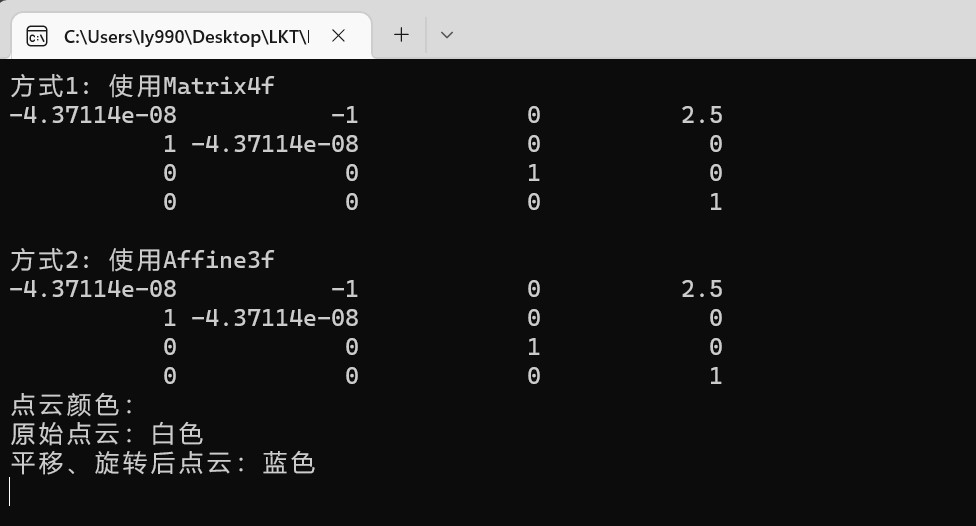 C:\Users\ly990\Desktop\LKT\I
方式1: 使用Matrix4f
-4.37114e-08 -1 0 2.5
1 -4.37114e-08 0 0
0 0 1 0
0 0 0 1
方式2: 使用Affine3f
-4.37114e-08 -1 0 2.5
1 -4.37114e-08 0 0
0 0 1 0
0 0 0 1
点云颜色:
原始点云: 白色
平移、旋转后点云: 蓝色